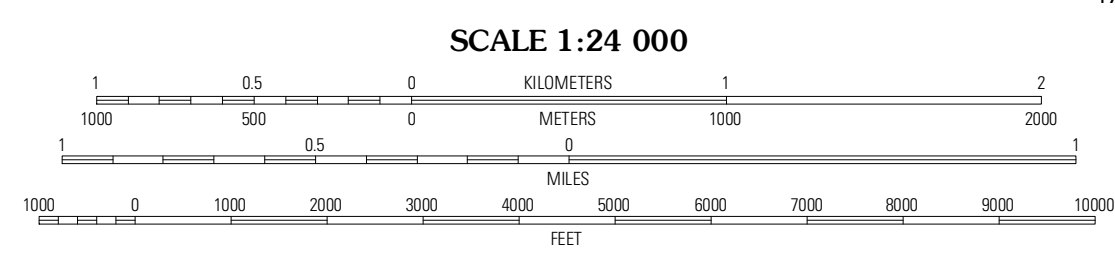 SCALE 1:24 000
1 0.5 0 KILOMETERS 1 2
1000 500 0 METERS 1000 2000
1 0.5 0 1
MILES
1000 0 1000 2000 3000 4000 5000 6000 7000 8000 9000 10000
FEET